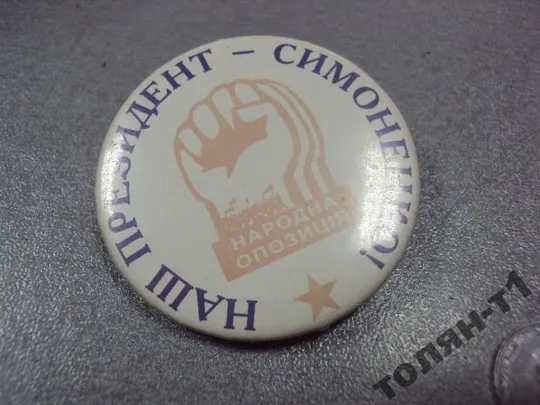 НАШ ПРЕЗИДЕНТ – СИМОНЕНКО!
НАРОДНА
ОПОЗИЦІЯ
ТОЛЯН-Т1